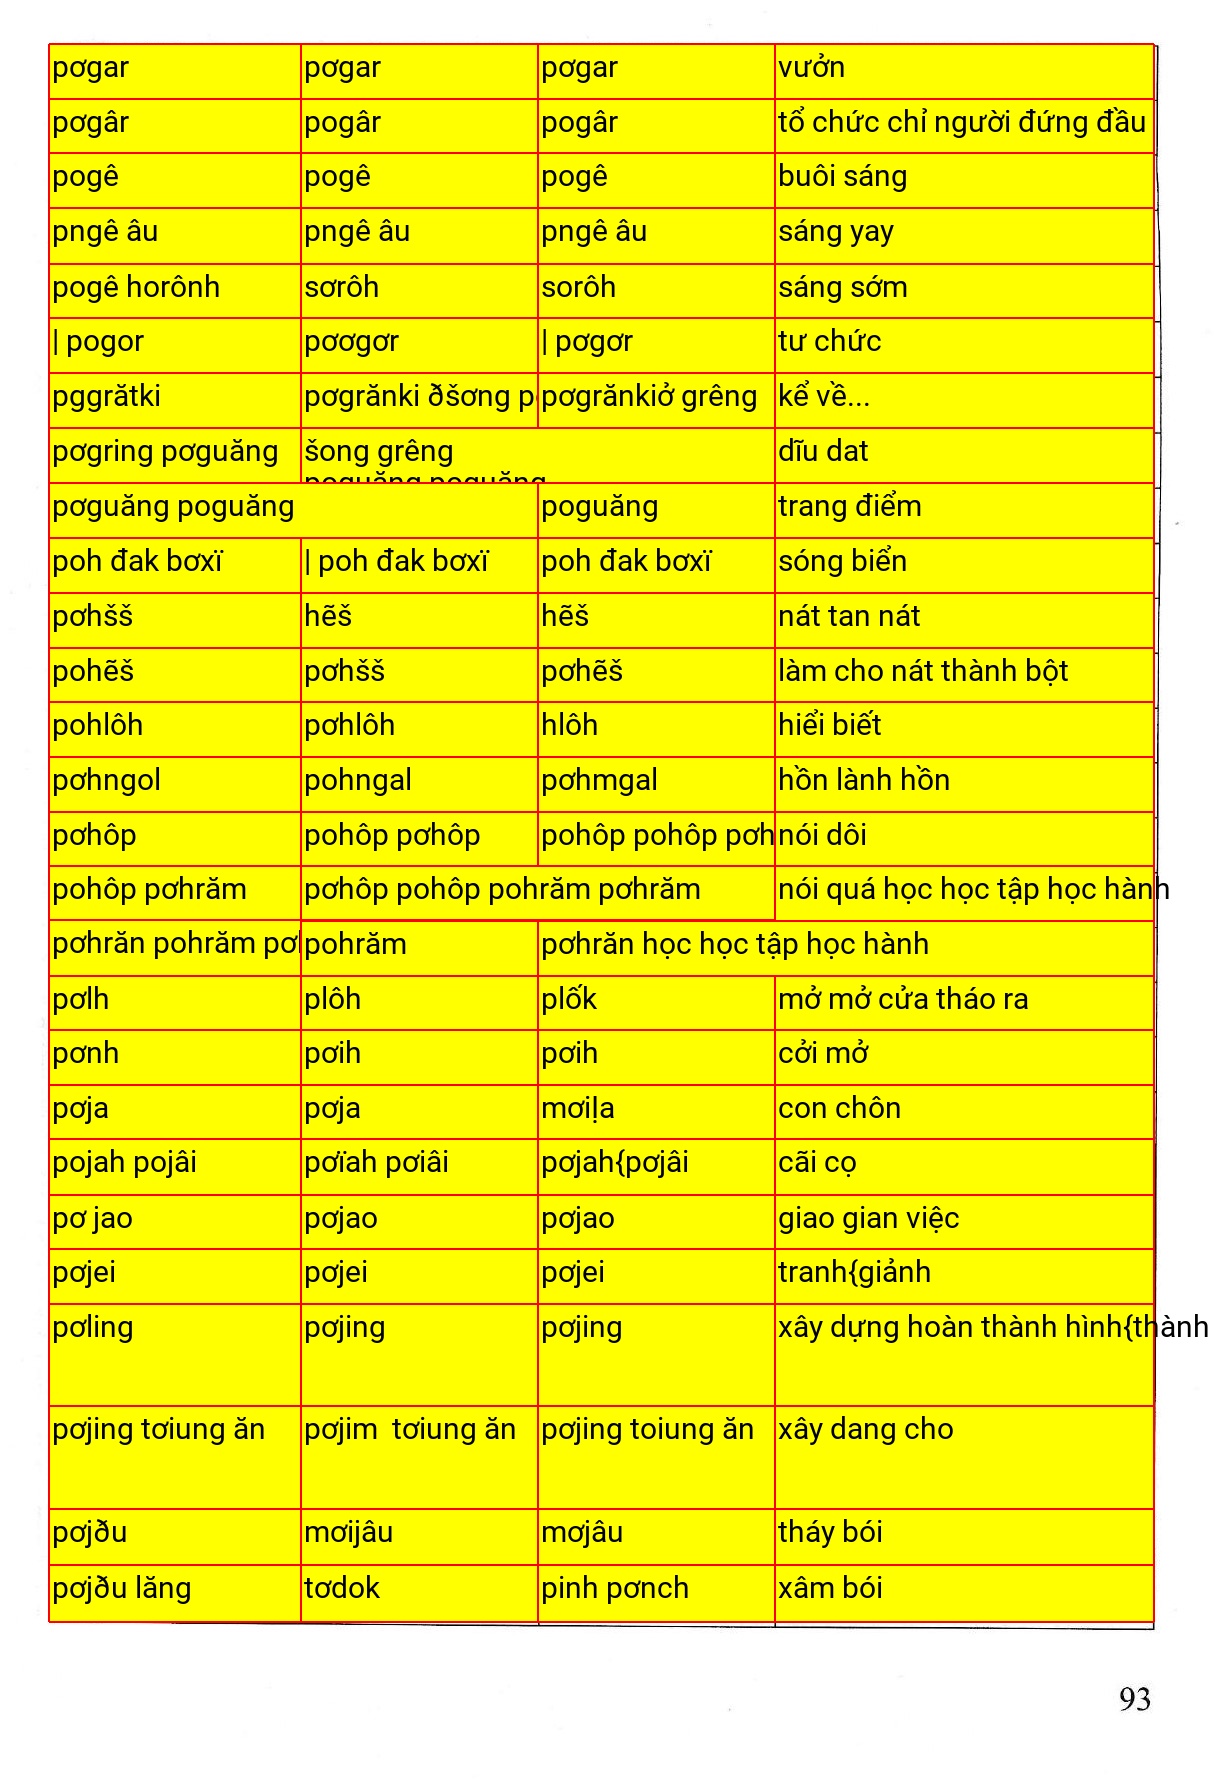 pơgar pơgar pơgar vưởn
pơgâr pogâr pogâr tổ chức chỉ người đứng đầu
pogê pogê pogê buôi sáng
pngê âu pngê âu pngê âu sáng yay
pogê horônh sơrôh sorôh sáng sớm
| pogor pơơgơr | pơgơr tư chức
pggrătki pơgrănki ðšơng p pơgrănkiở grêng kể về...
pơgring pơguăng šong grêng dĩu dat
poguăng poguăng
pơguăng poguăng poguăng trang điểm
poh đak bơxï | poh đak bơxï poh đak bơxï sóng biển
pơhšš hẽš hẽš nát tan nát
pohẽš pơhšš pơhẽš làm cho nát thành bột
pohlôh pơhlôh hlôh hiểi biết
pơhngol pohngal pơhmgal hồn lành hồn
pơhôp pohôp pơhôp pohôp pohôp pơh nói dôi
pohôp pơhrăm pơhôp pohôp pohrăm pơhrăm nói quá học học tập học hành
pơhrăn pohrăm pơ pohrăm pơhrăn học học tập học hành
pơlh plôh plốk mở mở cửa tháo ra
pơnh pơih pơih cởi mở
pơja pơja mơiḷa con chôn
pojah pojâi pơïah pơiâi pơjah{pơjâi cãi cọ
pơ jao pơjao pơjao giao gian việc
pơjei pơjei pơjei tranh{giảnh
pơling pơjing pơjing xây dựng hoàn thành hình{thành
pơjing tơiung ăn pơjim tơiung ăn pơjing toiung ăn xây dang cho
pơjðu mơijâu mơjâu tháy bói
pơjðu lăng tơdok pinh pơnch xâm bói
93